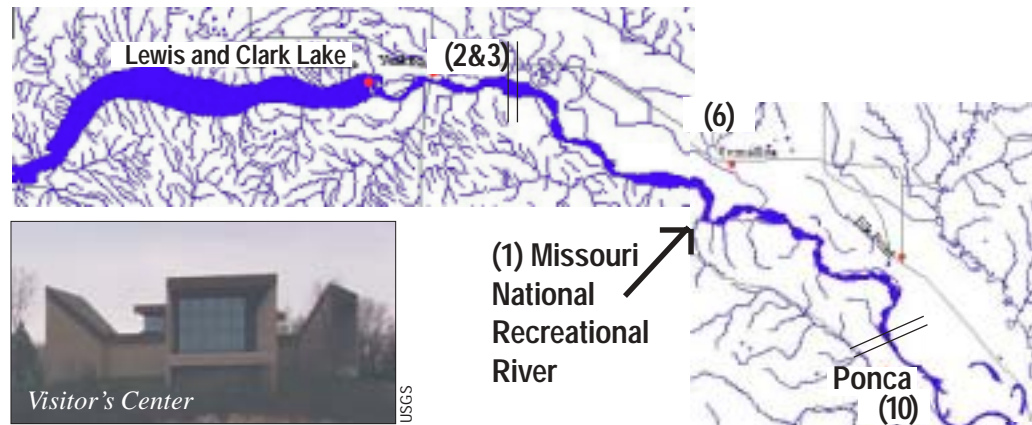 Lewis and Clark Lake
(2&3)
(6)
(1) Missouri
National
Recreational
River
Ponca
(10)
Visitor's Center
USGS